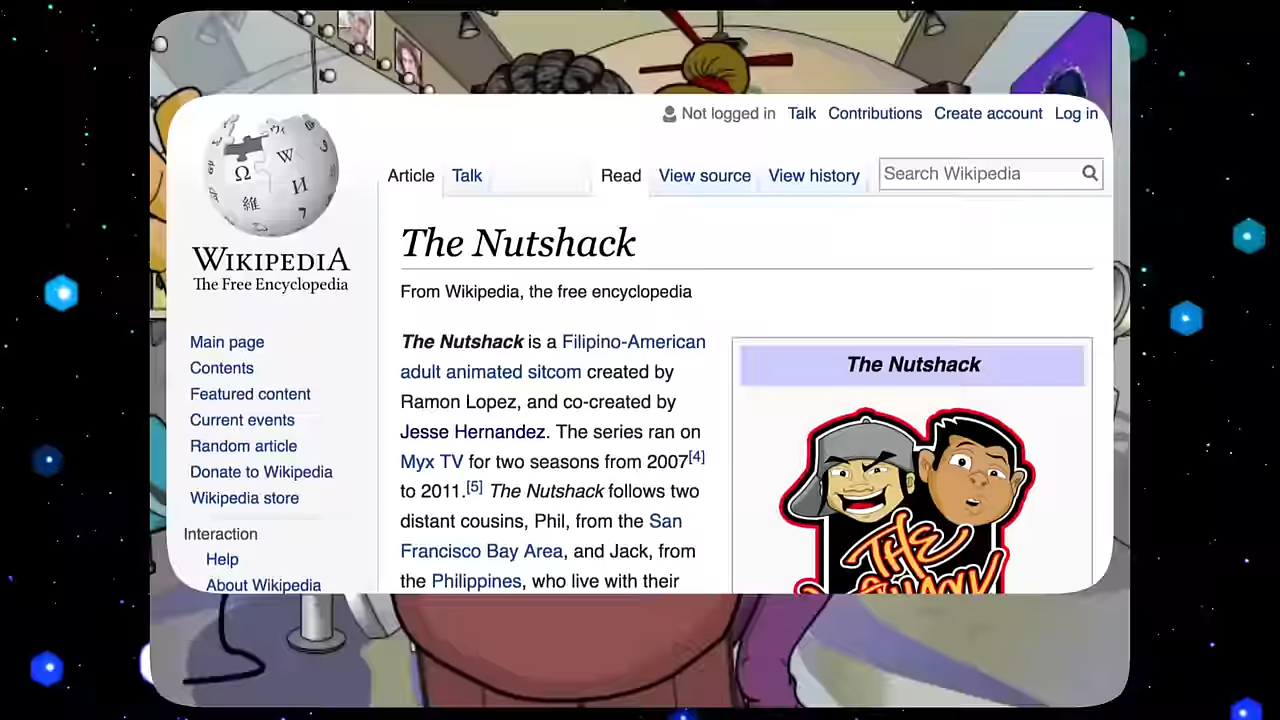 Not logged in Talk Contributions Create account Log in
Article Talk Read View source View history Search Wikipedia
WIKIPEDIA
The Free Encyclopedia
Main page
Contents
Featured content
Current events
Random article
Donate to Wikipedia
Wikipedia store
Interaction
Help
About Wikipedia
The Nutshack
From Wikipedia, the free encyclopedia
The Nutshack is a Filipino-American
adult animated sitcom created by
Ramon Lopez, and co-created by
Jesse Hernandez. The series ran on
Myx TV for two seasons from 2007[4]
to 2011.[5] The Nutshack follows two
distant cousins, Phil, from the San
Francisco Bay Area, and Jack, from
the Philippines, who live with their
The Nutshack
THE